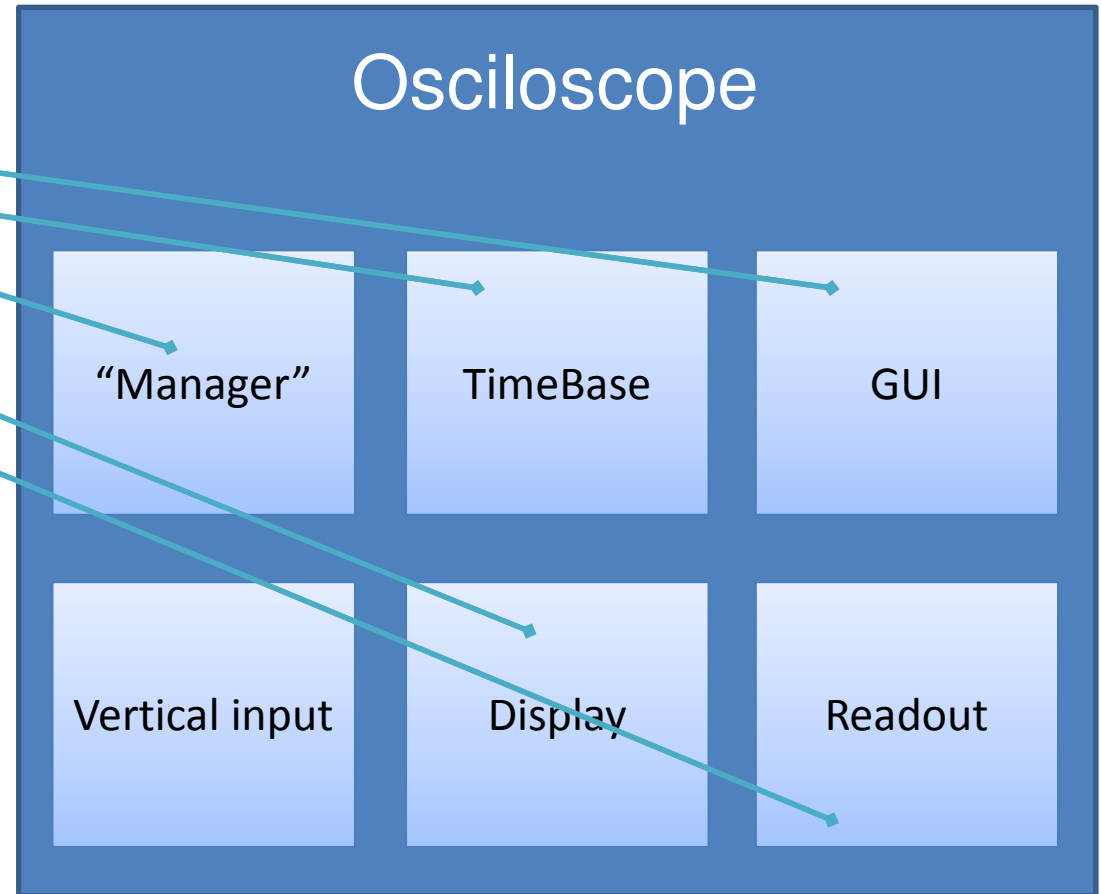 Osciloscope
“Manager”
TimeBase
GUI
Vertical input
Display
Readout